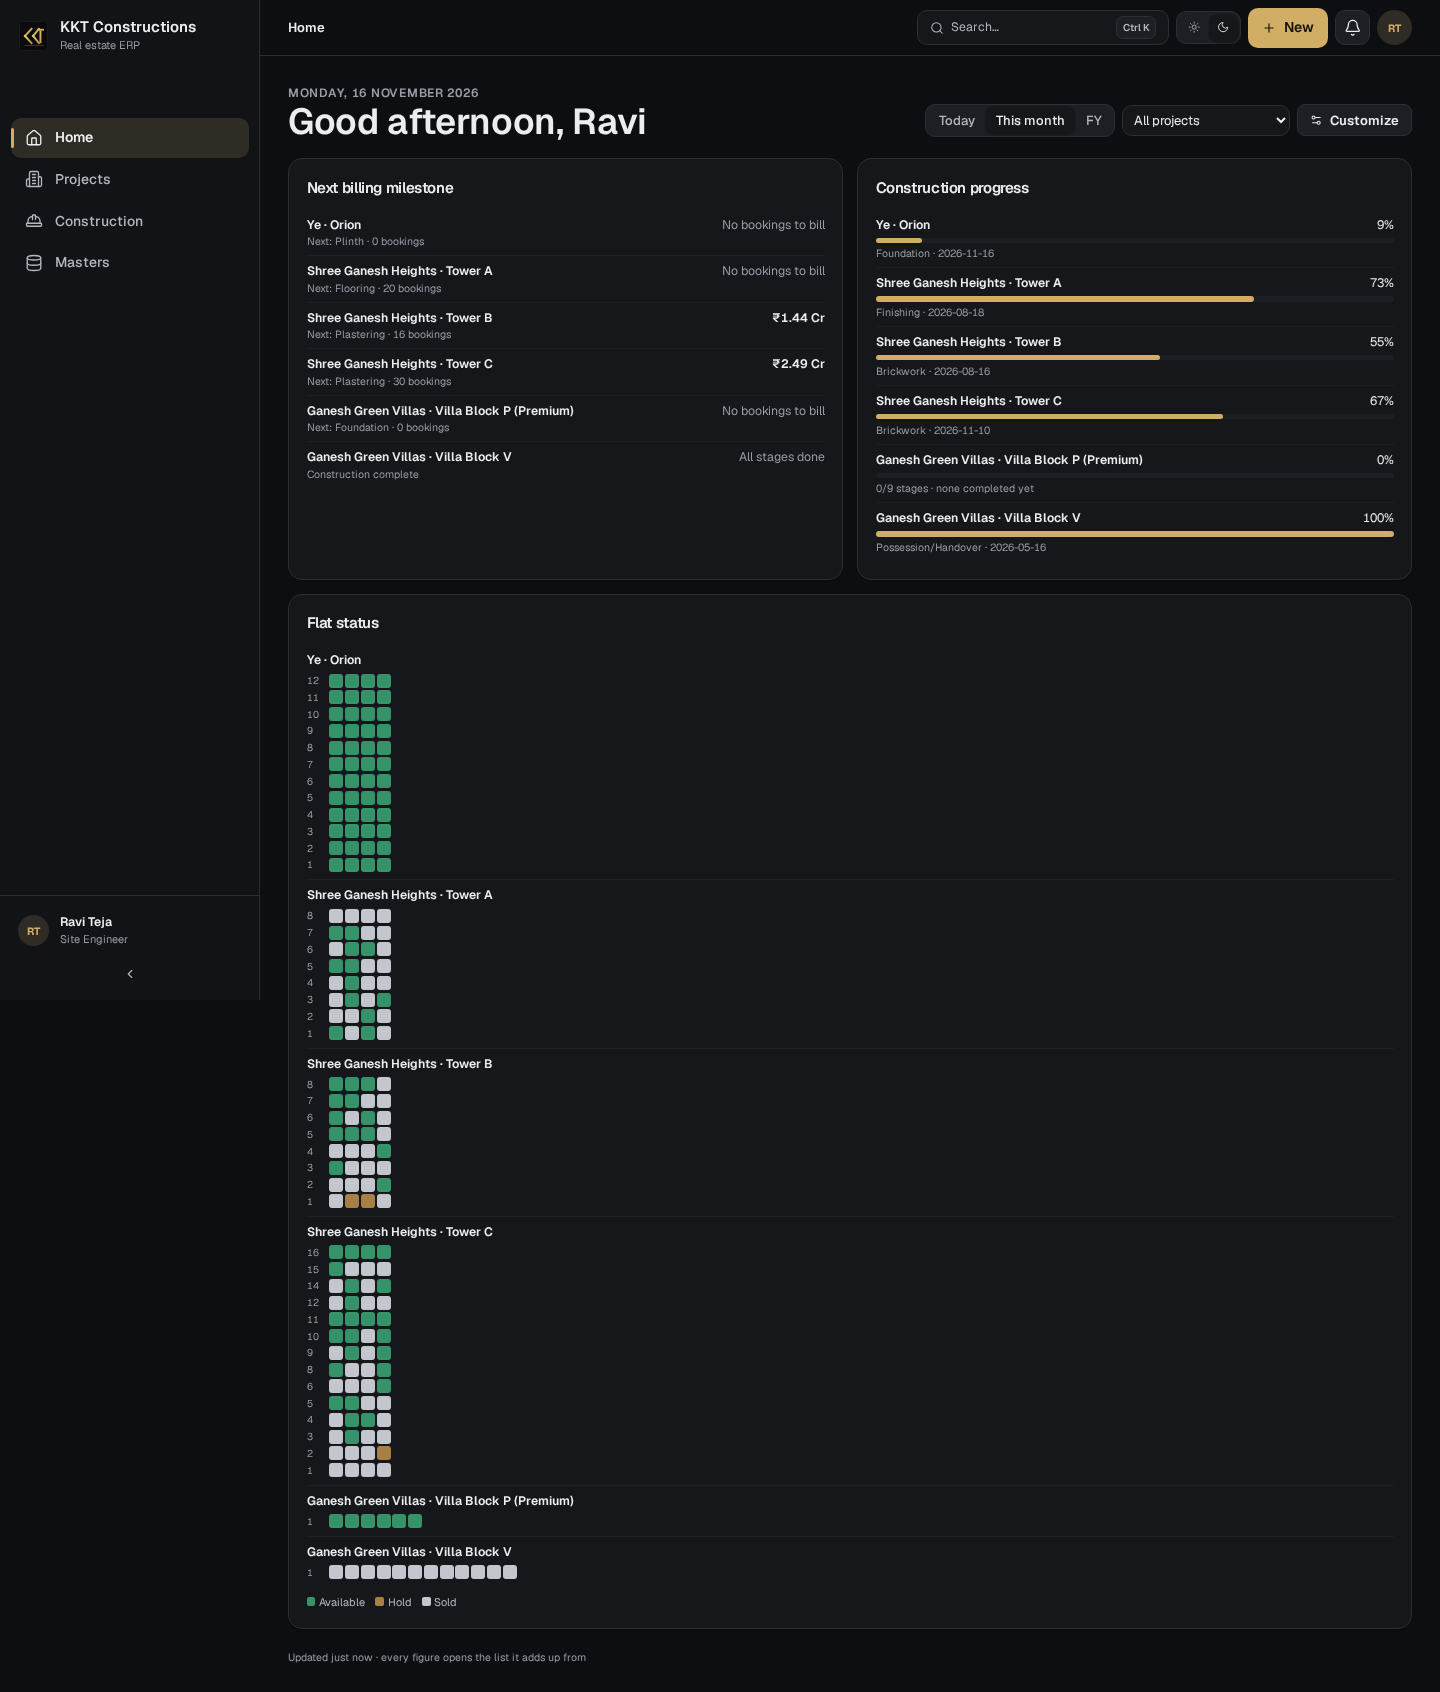 KKT Constructions
Real estate ERP
Home
Projects
Construction
Masters
Ravi Teja
Site Engineer
RT
Home
Search...
Ctrl K
New
RT
MONDAY, 16 NOVEMBER 2026
Good afternoon, Ravi
Today This month FY
All projects
Customize
Next billing milestone
Ye · Orion No bookings to bill
Next: Plinth · 0 bookings
Shree Ganesh Heights · Tower A No bookings to bill
Next: Flooring · 20 bookings
Shree Ganesh Heights · Tower B ₹1.44 Cr
Next: Plastering · 16 bookings
Shree Ganesh Heights · Tower C ₹2.49 Cr
Next: Plastering · 30 bookings
Ganesh Green Villas · Villa Block P (Premium) No bookings to bill
Next: Foundation · 0 bookings
Ganesh Green Villas · Villa Block V All stages done
Construction complete
Construction progress
Ye · Orion 9%
Foundation · 2026-11-16
Shree Ganesh Heights · Tower A 73%
Finishing · 2026-08-18
Shree Ganesh Heights · Tower B 55%
Brickwork · 2026-08-16
Shree Ganesh Heights · Tower C 67%
Brickwork · 2026-11-10
Ganesh Green Villas · Villa Block P (Premium) 0%
0/9 stages · none completed yet
Ganesh Green Villas · Villa Block V 100%
Possession/Handover · 2026-05-16
Flat status
Ye · Orion
12
11
10
9
8
7
6
5
4
3
2
1
Shree Ganesh Heights · Tower A
8
7
6
5
4
3
2
1
Shree Ganesh Heights · Tower B
8
7
6
5
4
3
2
1
Shree Ganesh Heights · Tower C
16
15
14
12
11
10
9
8
6
5
4
3
2
1
Ganesh Green Villas · Villa Block P (Premium)
1
Ganesh Green Villas · Villa Block V
1
Available Hold Sold
Updated just now · every figure opens the list it adds up from